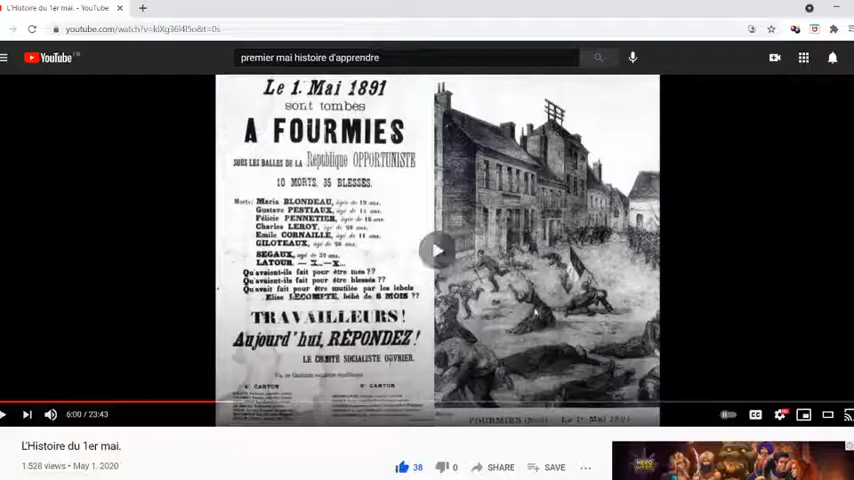 L'Histoire du 1er mai. - YouTube
youtube.com/watch?v=kIXg36l4l5o&t=0s
YouTube FR
premier mai histoire d'apprendre
Le 1. Mai 1891
sont tombés
A FOURMIES
SOUS LES BALLES DE LA République OPPORTUNISTE
10 MORTS, 35 BLESSÉS.
Morts: Maria BLONDEAU, âgée de 19 ans.
Gustave PESTIAUX, âgé de 14 ans.
Félicie PENNETIER, âgée de 16 ans.
Charles LEROY, âgé de 20 ans.
Emile CORNAILLE, âgé de 11 ans.
GILOTEAUX, âgé de 20 ans.
SEGAUX, âgé de 30 ans.
LATOUR. — X.. —X..
Qu'avaient-ils fait pour être tués ??
Qu'avaient-ils fait pour être blessés ??
Qu'avait fait pour être mutilée par les lebels
Elise LECOMTE, bébé de 8 MOIS ??
TRAVAILLEURS!
Aujourd'hui, RÉPONDEZ!
LE COMITÉ SOCIALISTE OUVRIER.
CANTON
CANTON
FOURMIES (Nord) Le 1er Mai 1891
6:00 / 23:43
L'Histoire du 1er mai.
1.528 views • May 1, 2020
38
0
SHARE
SAVE
HERO WARS